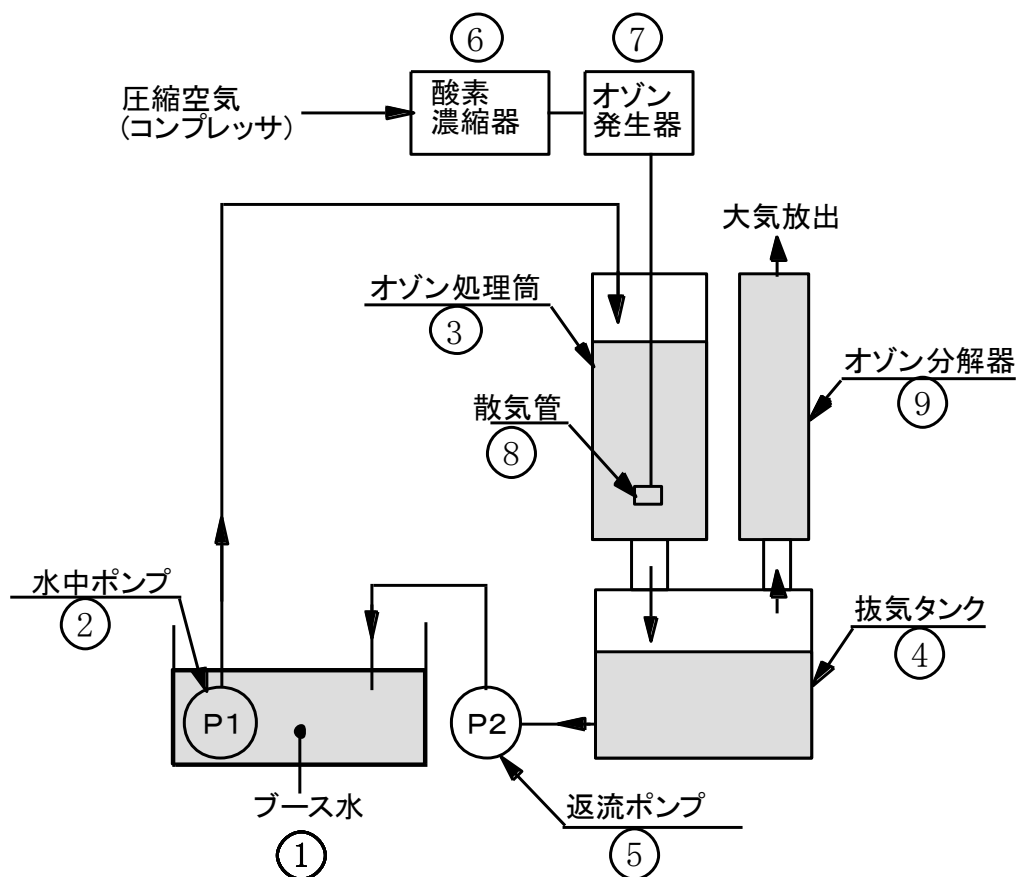 ⑥
⑦
圧縮空気
(コンプレッサ)
酸素
濃縮器
オゾン
発生器
大気放出
オゾン処理筒
③
オゾン分解器
⑨
散気管
⑧
水中ポンプ
②
抜気タンク
④
P1
P2
ブース水
①
返流ポンプ
⑤